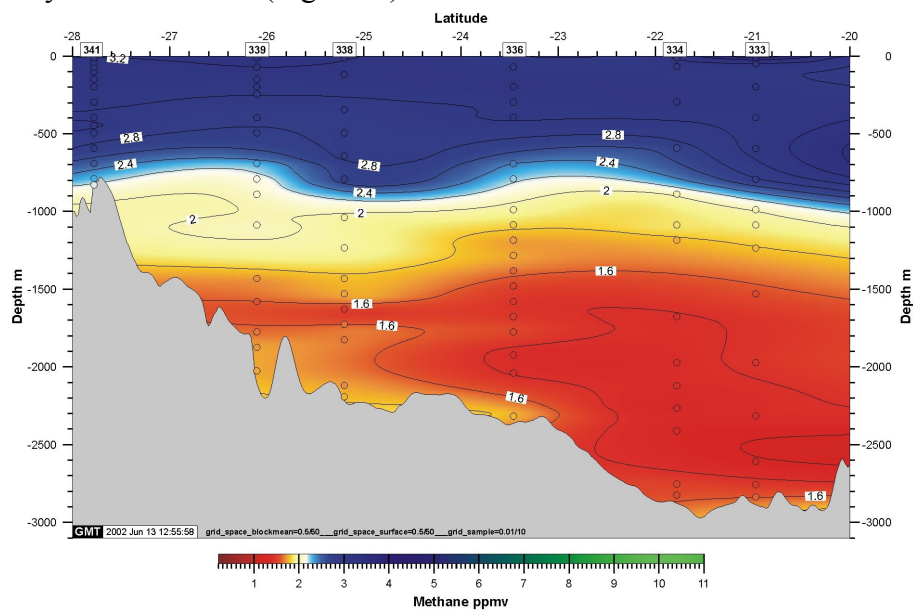 Latitude
-28 -27 -26 -25 -24 -23 -22 -21 -20
341 339 338 336 334 333
0 3.2 0
-500 2.8 2.8 -500
2.4 2.8 2.4
2.4 2
-1000 2 2 -1000
1.6
-1500 1.6 -1500
1.6
-2000 -2000
1.6
-2500 -2500
1.6
-3000 -3000
Depth m
Depth m
GMT 2002 Jun 13 12:55:58 grid_space_blockmean=0.5/50___grid_space_surface=0.5/50___grid_sample=0.01/10
1 2 3 4 5 6 7 8 9 10 11
Methane ppmv